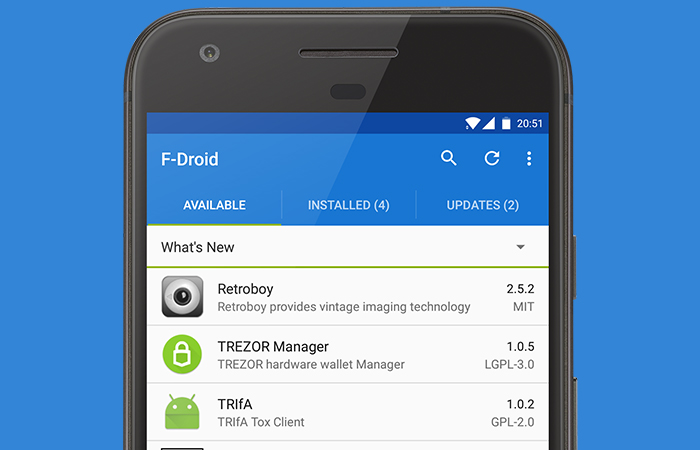 20:51
F-Droid
AVAILABLE INSTALLED (4) UPDATES (2)
What's New
Retroboy 2.5.2
Retroboy provides vintage imaging technology MIT
TREZOR Manager 1.0.5
TREZOR hardware wallet Manager LGPL-3.0
TRIfA 1.0.2
TRIfA Tox Client GPL-2.0